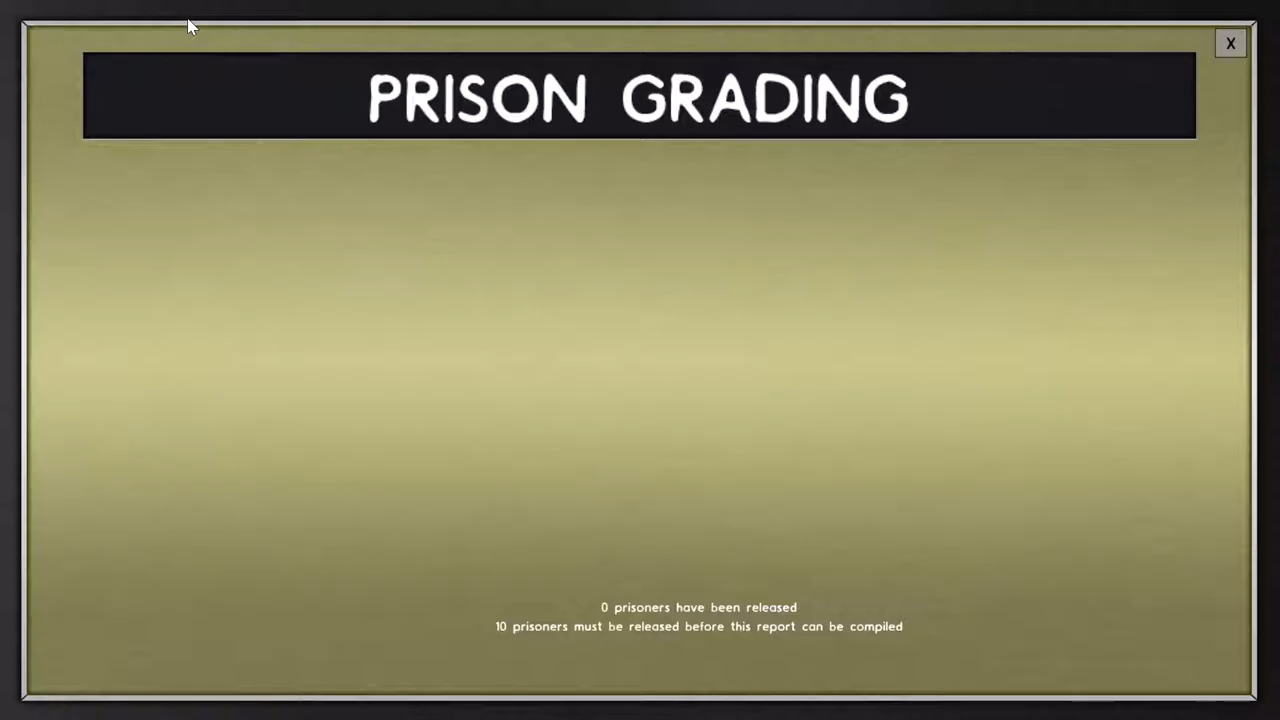 X
PRISON GRADING
0 prisoners have been released
10 prisoners must be released before this report can be compiled